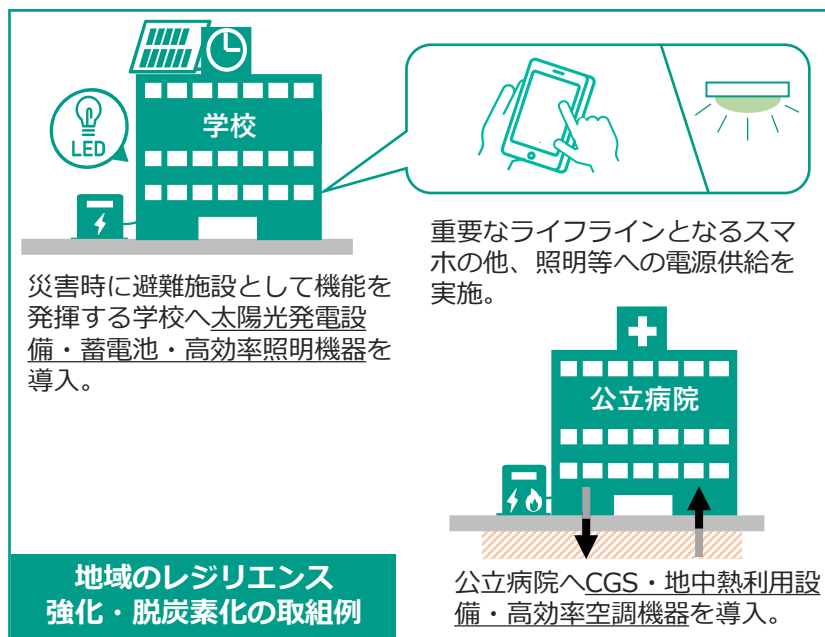 学校
LED
災害時に避難施設として機能を
発揮する学校へ太陽光発電設
備・蓄電池・高効率照明機器を
導入。
重要なライフラインとなるスマ
ホの他、照明等への電源供給を
実施。
公立病院
公立病院へCGS・地中熱利用設
備・高効率空調機器を導入。
地域のレジリエンス
強化・脱炭素化の取組例